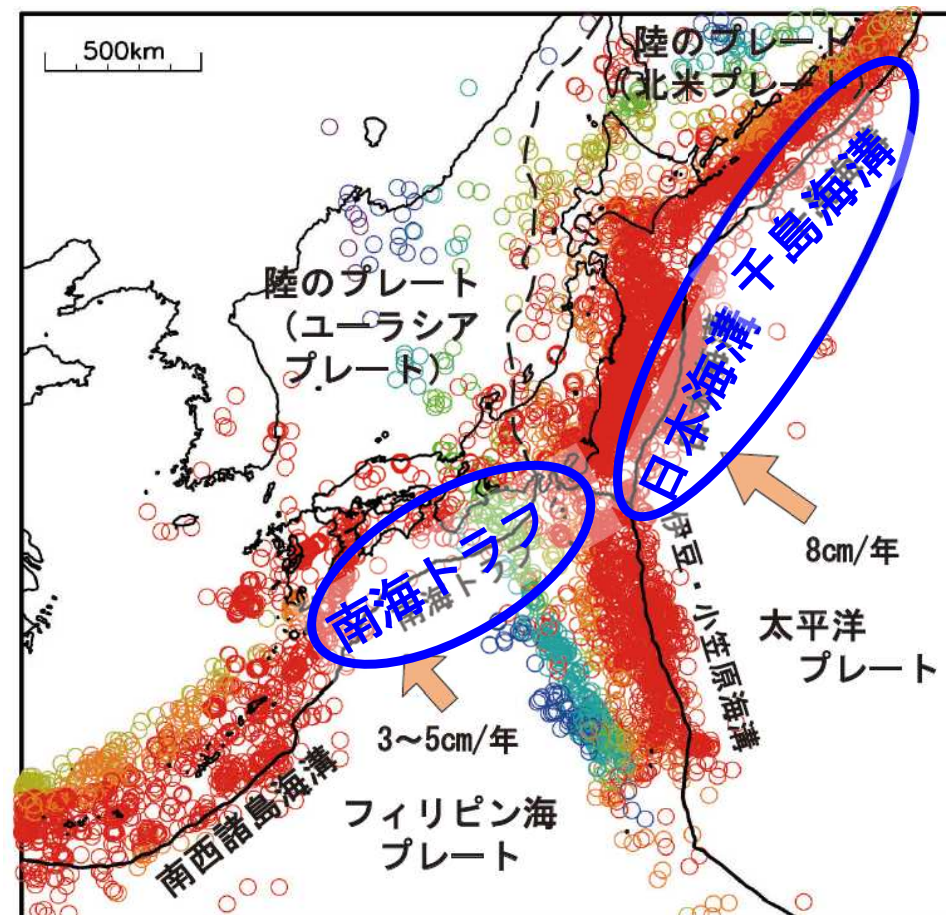 500km
陸のプレート
(北米プレート)
千島海溝
日本海溝
陸のプレート
(ユーラシア
プレート)
南海トラフ
南海トラフ
伊豆・小笠原海溝
8cm/年
太平洋
プレート
3～5cm/年
フィリピン海
プレート
南西諸島海溝